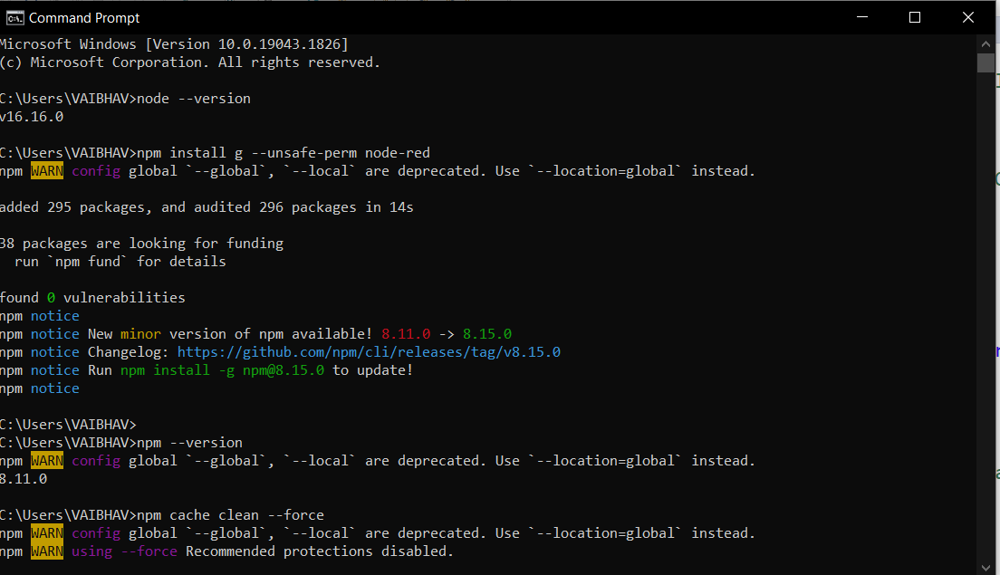 Command Prompt
Microsoft Windows [Version 10.0.19043.1826]
(c) Microsoft Corporation. All rights reserved.
C:\Users\VAIBHAV>node --version
v16.16.0
C:\Users\VAIBHAV>npm install g --unsafe-perm node-red
npm WARN config global `--global`, `--local` are deprecated. Use `--location=global` instead.
added 295 packages, and audited 296 packages in 14s
38 packages are looking for funding
  run `npm fund` for details
found 0 vulnerabilities
npm notice
npm notice New minor version of npm available! 8.11.0 -> 8.15.0
npm notice Changelog: https://github.com/npm/cli/releases/tag/v8.15.0
npm notice Run npm install -g npm@8.15.0 to update!
npm notice
C:\Users\VAIBHAV>
C:\Users\VAIBHAV>npm --version
npm WARN config global `--global`, `--local` are deprecated. Use `--location=global` instead.
8.11.0
C:\Users\VAIBHAV>npm cache clean --force
npm WARN config global `--global`, `--local` are deprecated. Use `--location=global` instead.
npm WARN using --force Recommended protections disabled.